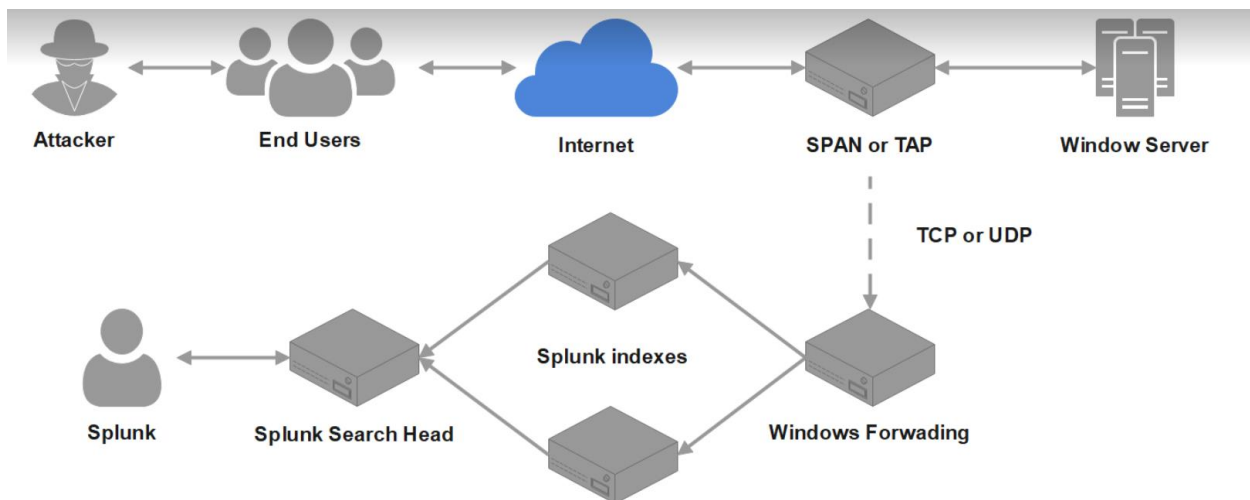 Attacker
End Users
Internet
SPAN or TAP
Window Server
TCP or UDP
Splunk
Splunk Search Head
Splunk indexes
Windows Forwading